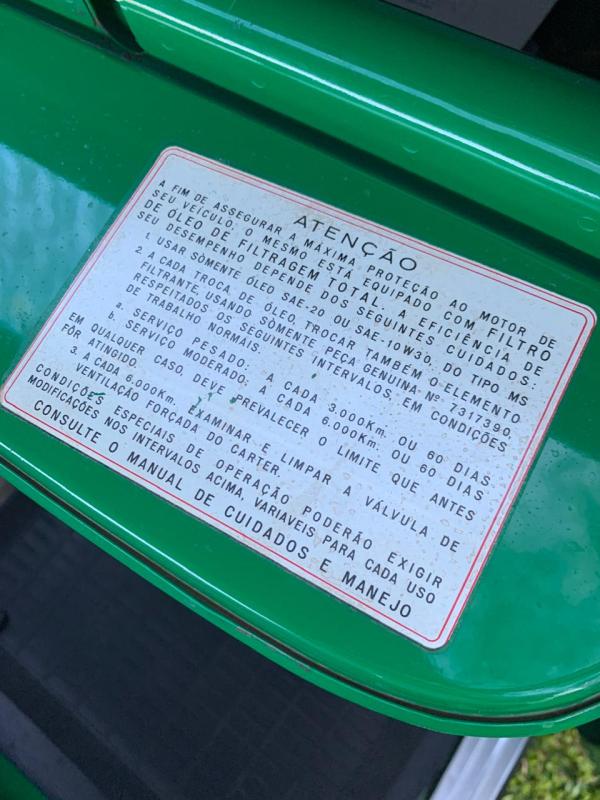 ATENÇÃO
A FIM DE ASSEGURAR A MÁXIMA PROTEÇÃO AO MOTOR DE
SEU VEÍCULO, O MESMO ESTÁ EQUIPADO COM FILTRO
DE ÓLEO DE FILTRAGEM TOTAL. A EFICIÊNCIA DE
SEU DESEMPENHO DEPENDE DOS SEGUINTES CUIDADOS:
1. USAR SÒMENTE ÓLEO SAE-20 OU SAE-10W30, DO TIPO MS
2. A CADA TROCA DE ÓLEO, TROCAR TAMBÉM O ELEMENTO
FILTRANTE, USANDO SÒMENTE PEÇA GENUINA Nº 7317390,
RESPEITADOS OS SEGUINTES INTERVALOS, EM CONDIÇÕES
DE TRABALHO NORMAIS:
a. SERVIÇO PESADO: A CADA 3.000Km. OU 60 DIAS
b. SERVIÇO MODERADO: A CADA 6.000Km. OU 60 DIAS
EM QUALQUER CASO, DEVE PREVALECER O LIMITE QUE ANTES
FÔR ATINGIDO.
3. A CADA 6.000Km. EXAMINAR E LIMPAR A VÁLVULA DE
VENTILAÇÃO FORÇADA DO CARTER.
CONDIÇÕES ESPECIAIS DE OPERAÇÃO PODERÃO EXIGIR
MODIFICAÇÕES NOS INTERVALOS ACIMA, VARIAVEIS PARA CADA USO
CONSULTE O MANUAL DE CUIDADOS E MANEJO